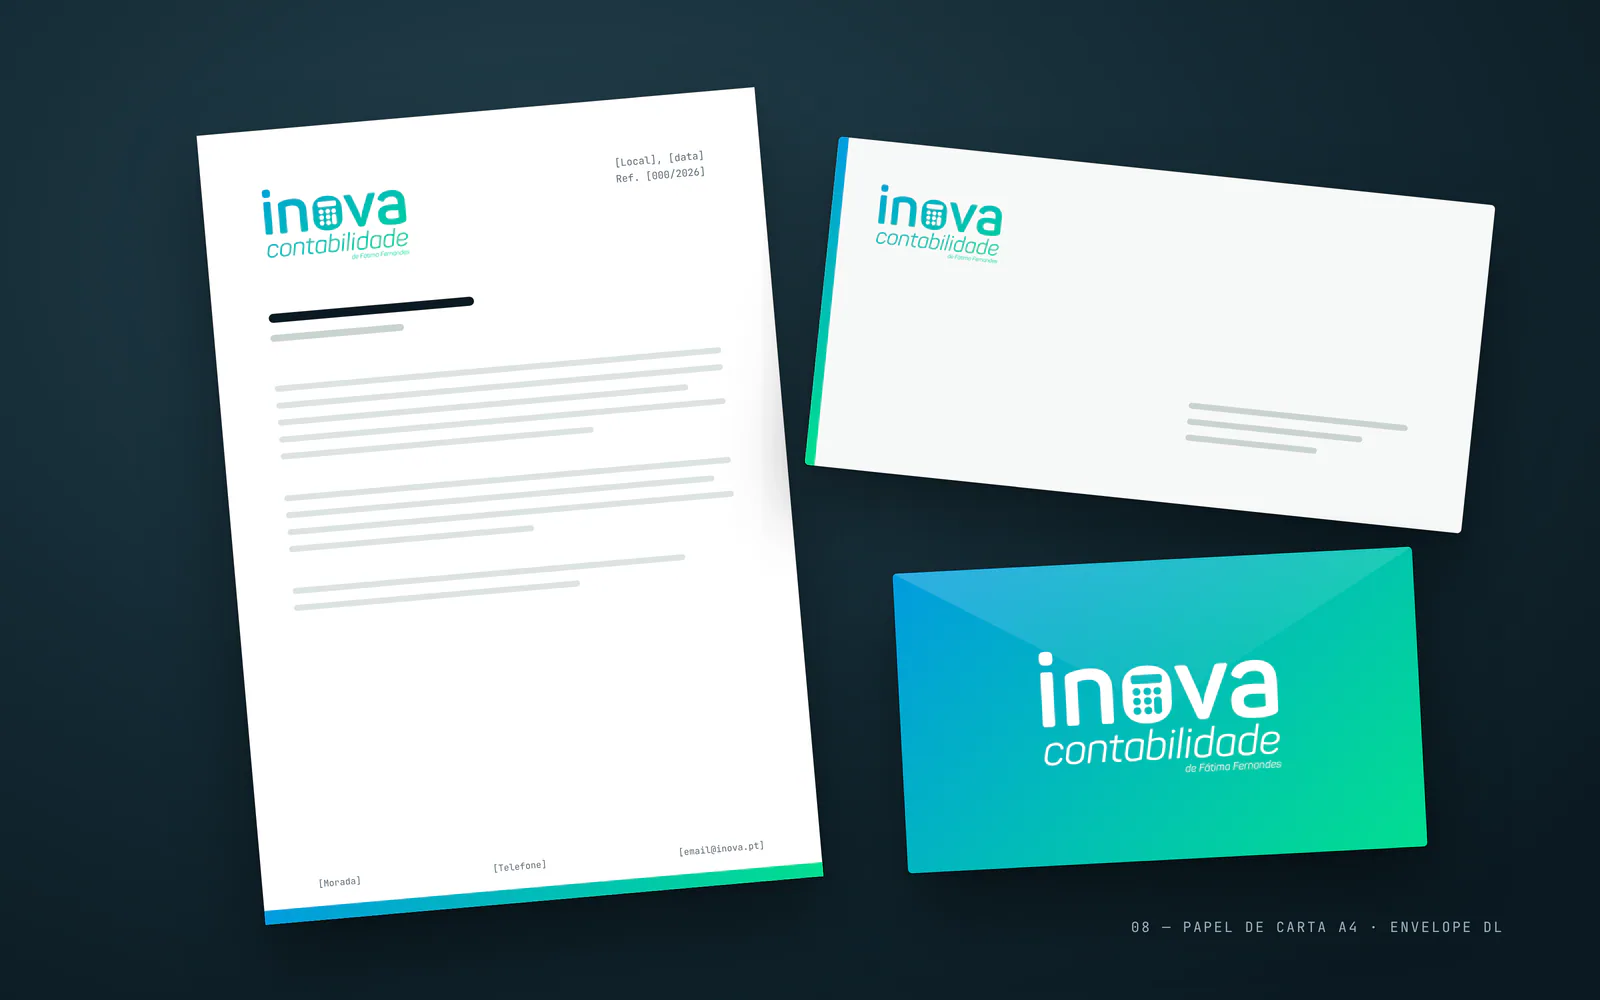 inova
contabilidade
de Fátima Fernandes
[Local], [data]
Ref. [000/2026]
[Morada]
[Telefone]
[email@inova.pt]
inova
contabilidade
de Fátima Fernandes
inova
contabilidade
de Fátima Fernandes
08 — PAPEL DE CARTA A4 · ENVELOPE DL